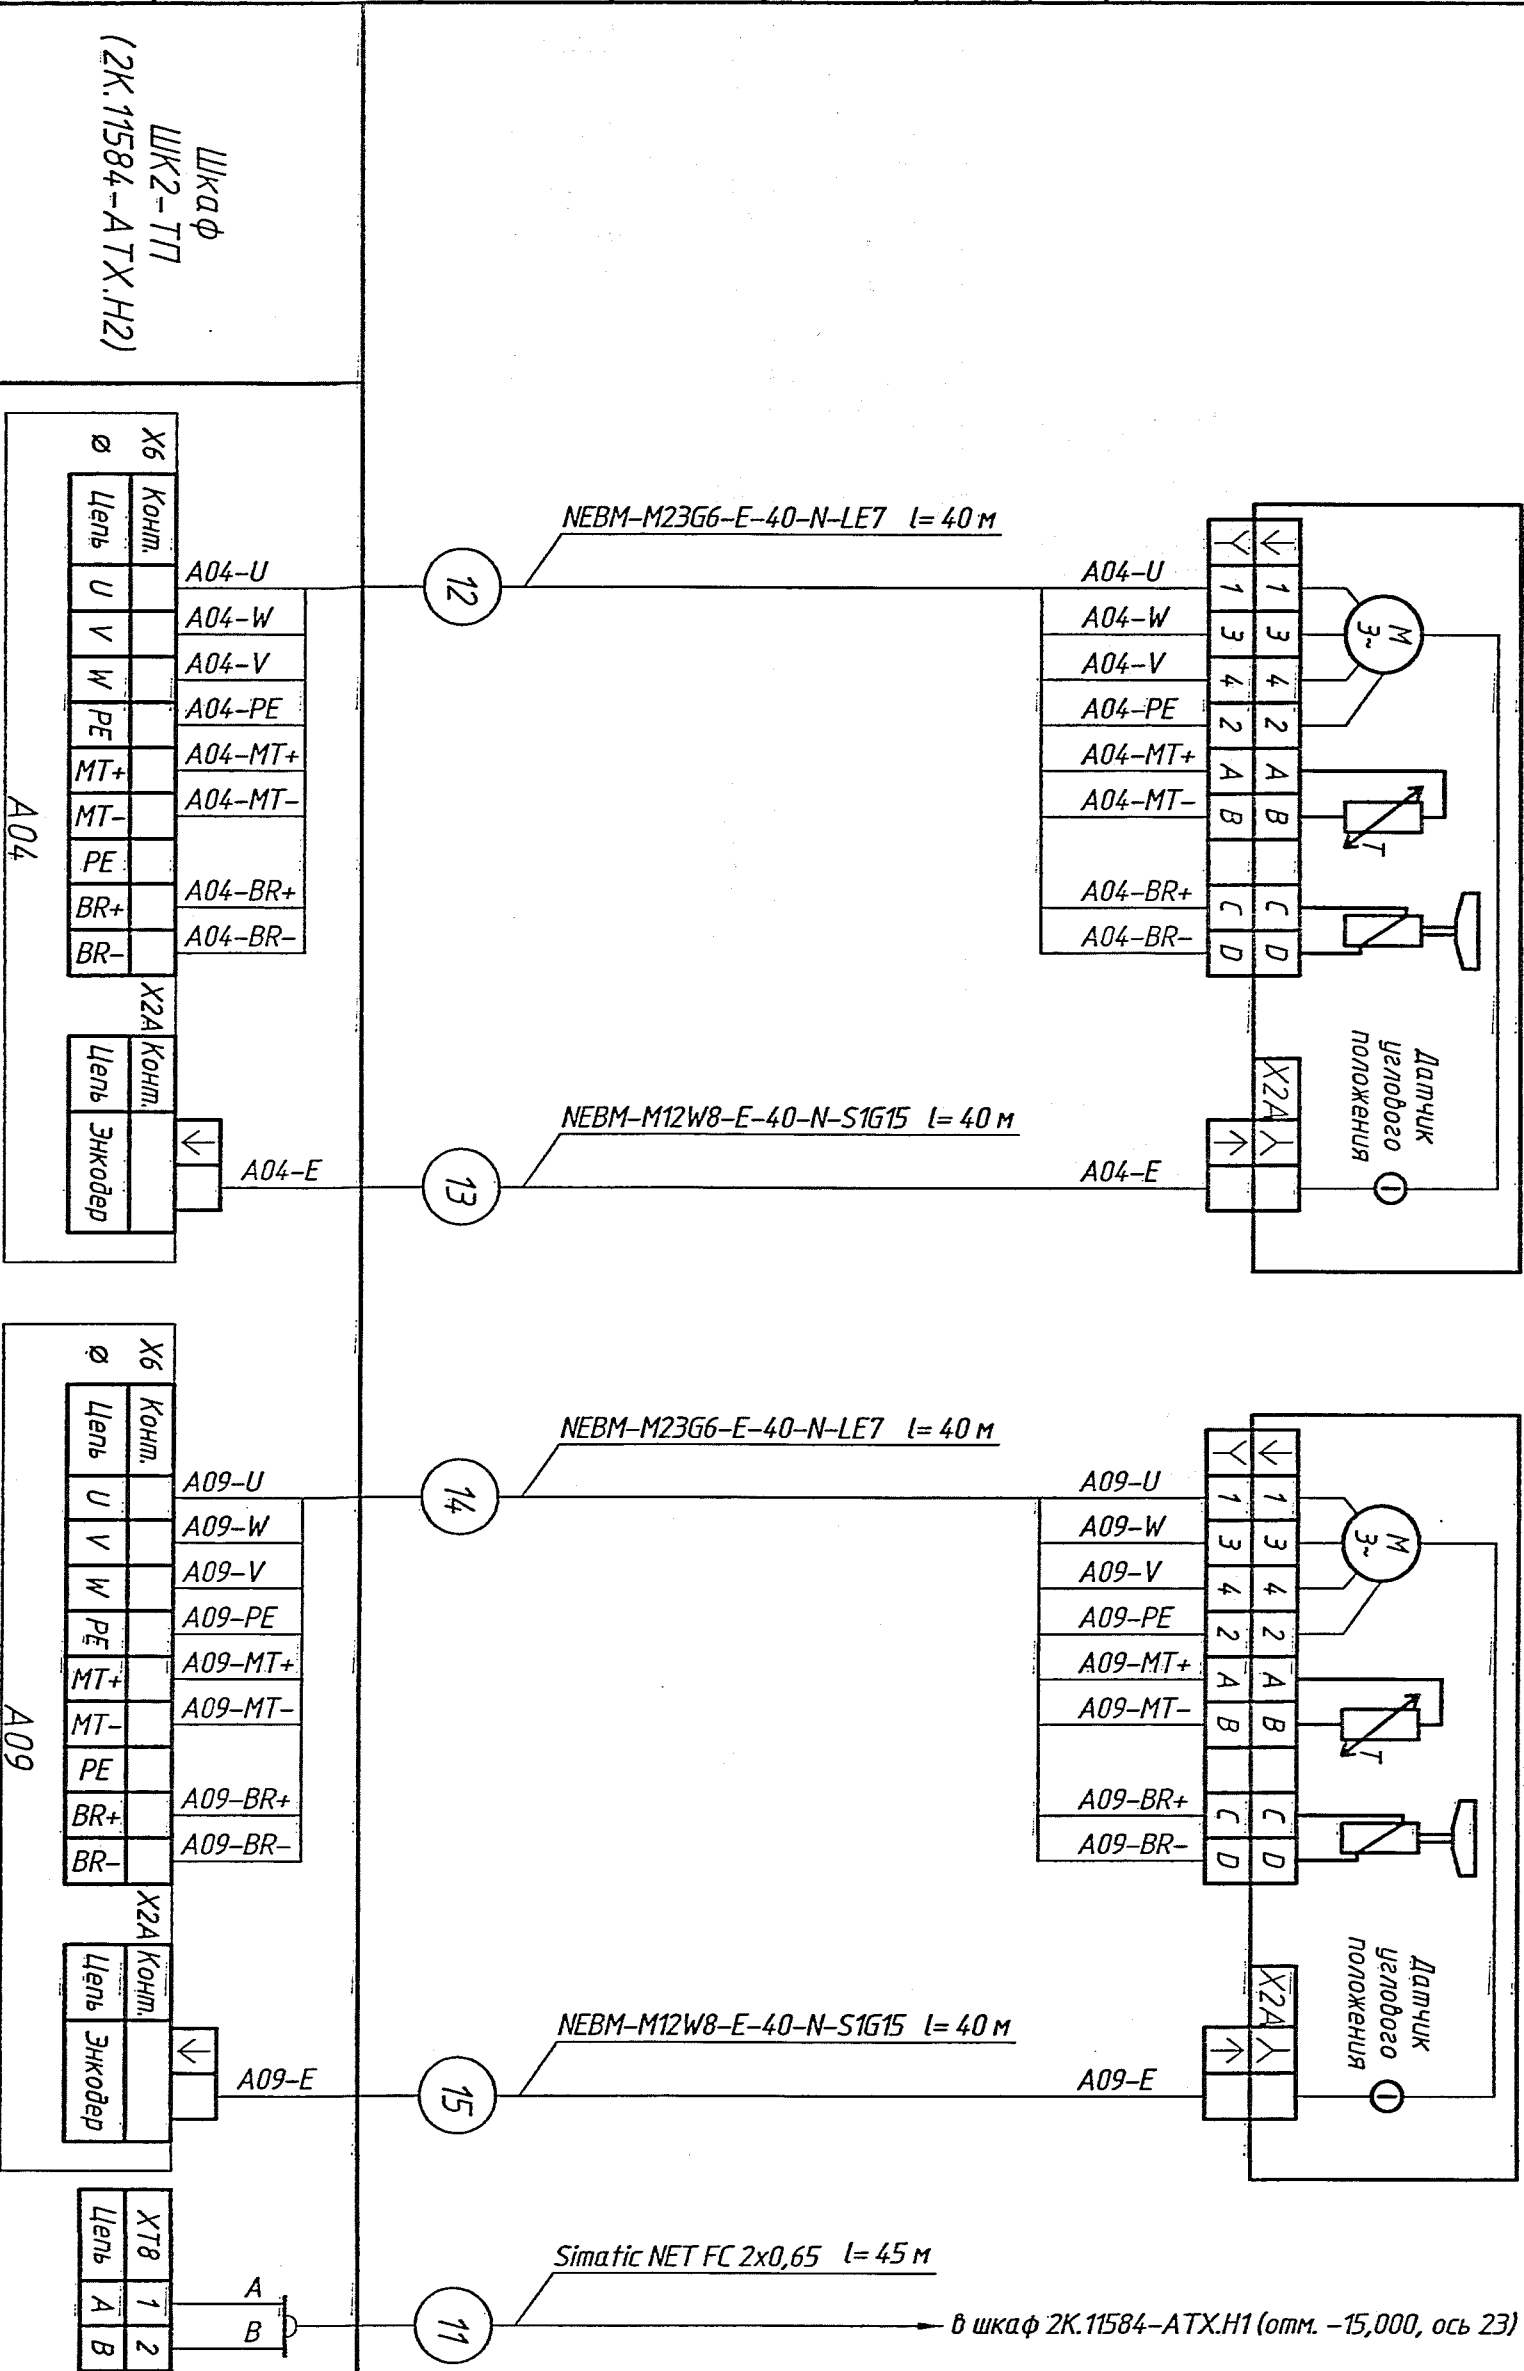 Шкаф
ШК2-ТП
(2К.11584-АТХ.Н2)
X6
Конт.
Ø
Цепь
U
V
W
PE
MT+
MT-
PE
BR+
BR-
X2A
Конт.
Цепь
Энкодер
A04
A04-U
A04-W
A04-V
A04-PE
A04-MT+
A04-MT-
A04-BR+
A04-BR-
A04-E
12
NEBM-M23G6-E-40-N-LE7 l= 40 м
13
NEBM-M12W8-E-40-N-S1G15 l= 40 м
A04-U
A04-W
A04-V
A04-PE
A04-MT+
A04-MT-
A04-BR+
A04-BR-
A04-E
1 1
3 3
4 4
2 2
A A
B B
C C
D D
M
3~
T
X2A
Датчик
углового
положения
X6
Конт.
Ø
Цепь
U
V
W
PE
MT+
MT-
PE
BR+
BR-
X2A
Конт.
Цепь
Энкодер
A09
A09-U
A09-W
A09-V
A09-PE
A09-MT+
A09-MT-
A09-BR+
A09-BR-
A09-E
14
NEBM-M23G6-E-40-N-LE7 l= 40 м
15
NEBM-M12W8-E-40-N-S1G15 l= 40 м
A09-U
A09-W
A09-V
A09-PE
A09-MT+
A09-MT-
A09-BR+
A09-BR-
A09-E
1 1
3 3
4 4
2 2
A A
B B
C C
D D
M
3~
T
X2A
Датчик
углового
положения
XT8 1 2
Цепь A B
A
B
11
Simatic NET FC 2x0,65 l= 45 м
в шкаф 2К.11584-АТХ.Н1 (отм. -15,000, ось 23)